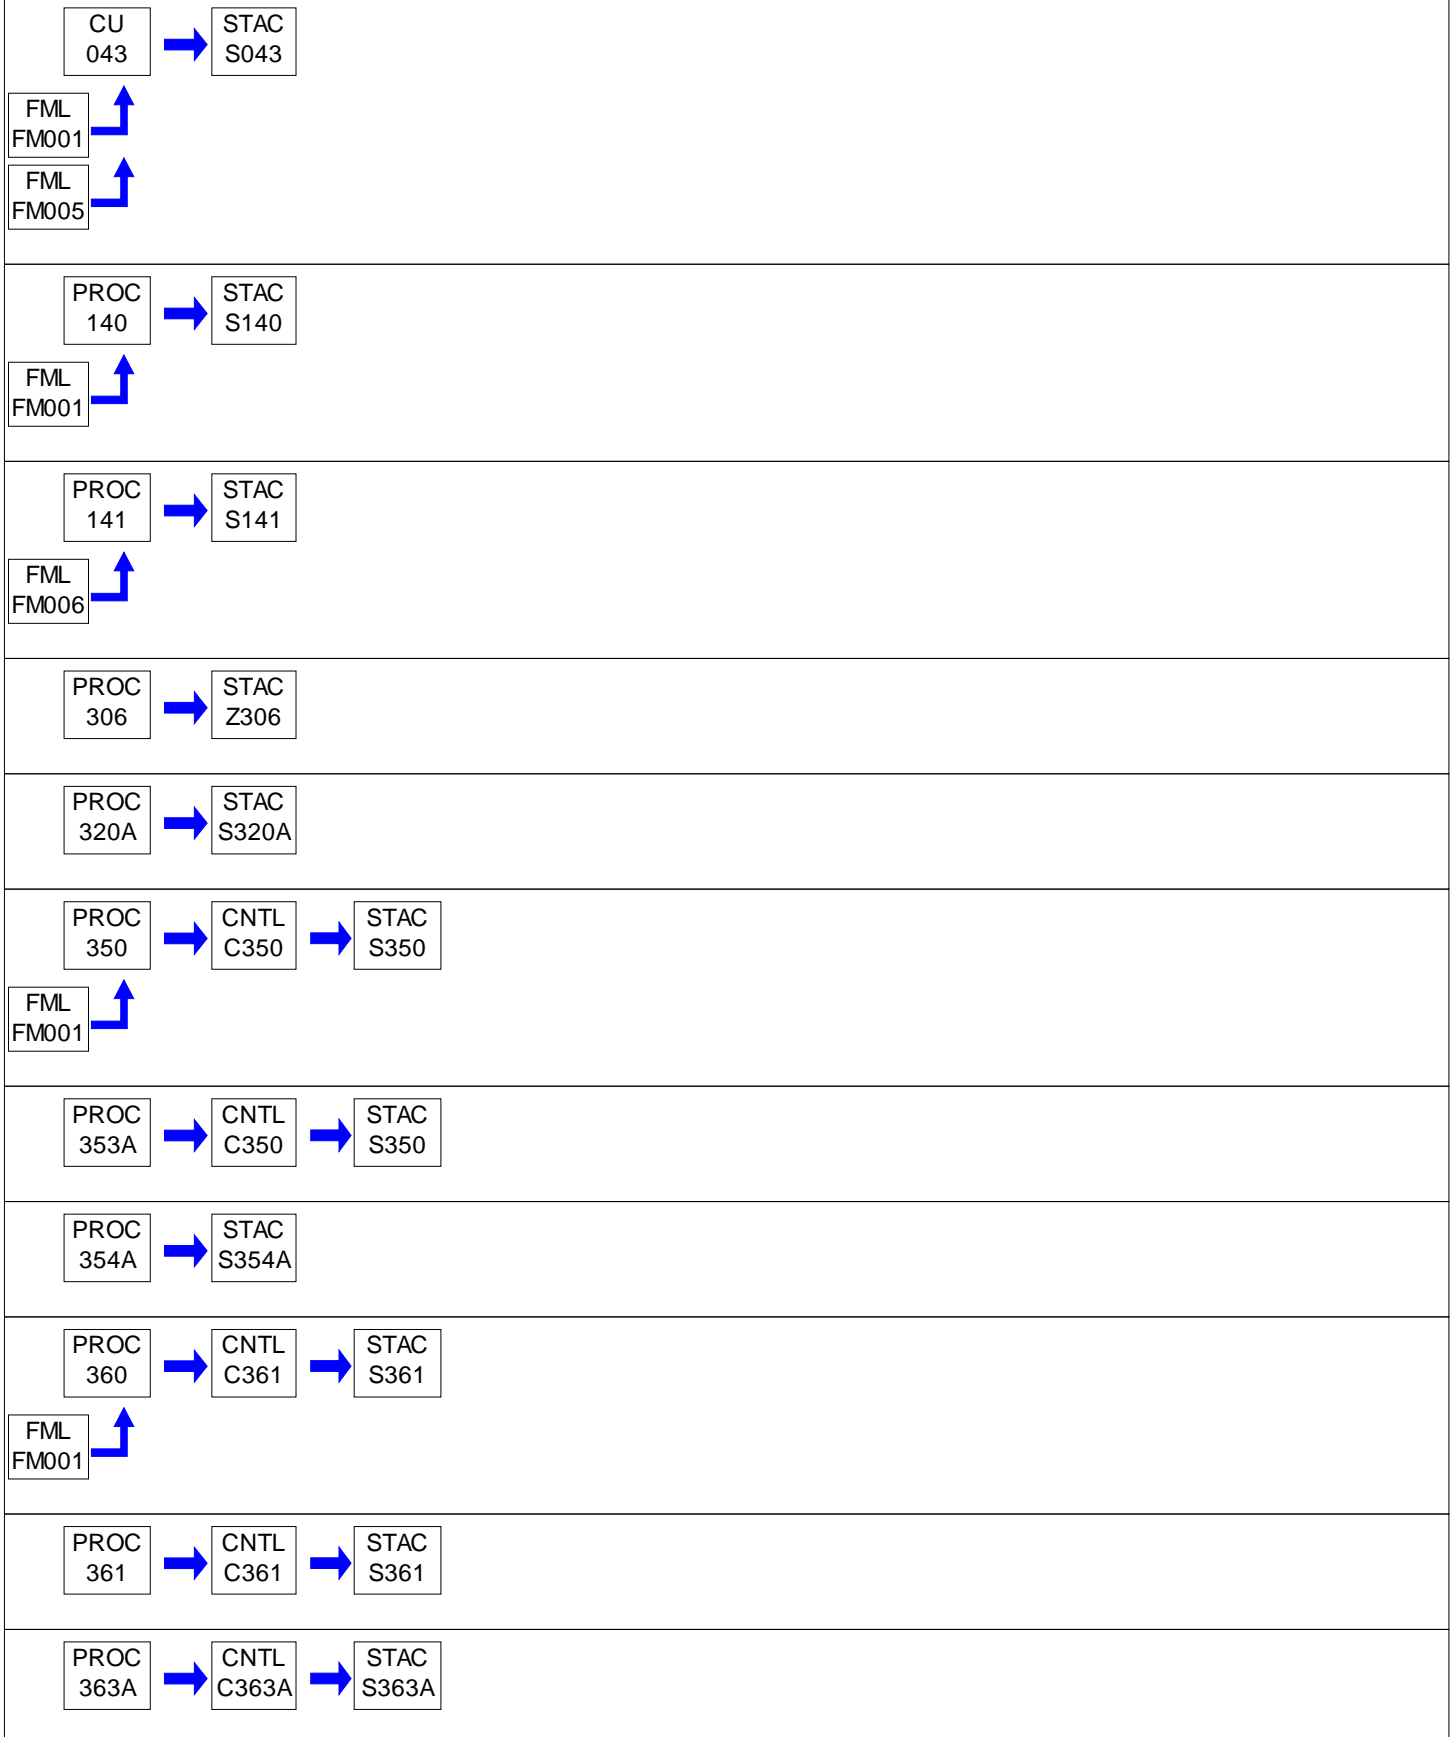 CU
043
STAC
S043
FML
FM001
FML
FM005
PROC
140
STAC
S140
FML
FM001
PROC
141
STAC
S141
FML
FM006
PROC
306
STAC
Z306
PROC
320A
STAC
S320A
PROC
350
CNTL
C350
STAC
S350
FML
FM001
PROC
353A
CNTL
C350
STAC
S350
PROC
354A
STAC
S354A
PROC
360
CNTL
C361
STAC
S361
FML
FM001
PROC
361
CNTL
C361
STAC
S361
PROC
363A
CNTL
C363A
STAC
S363A